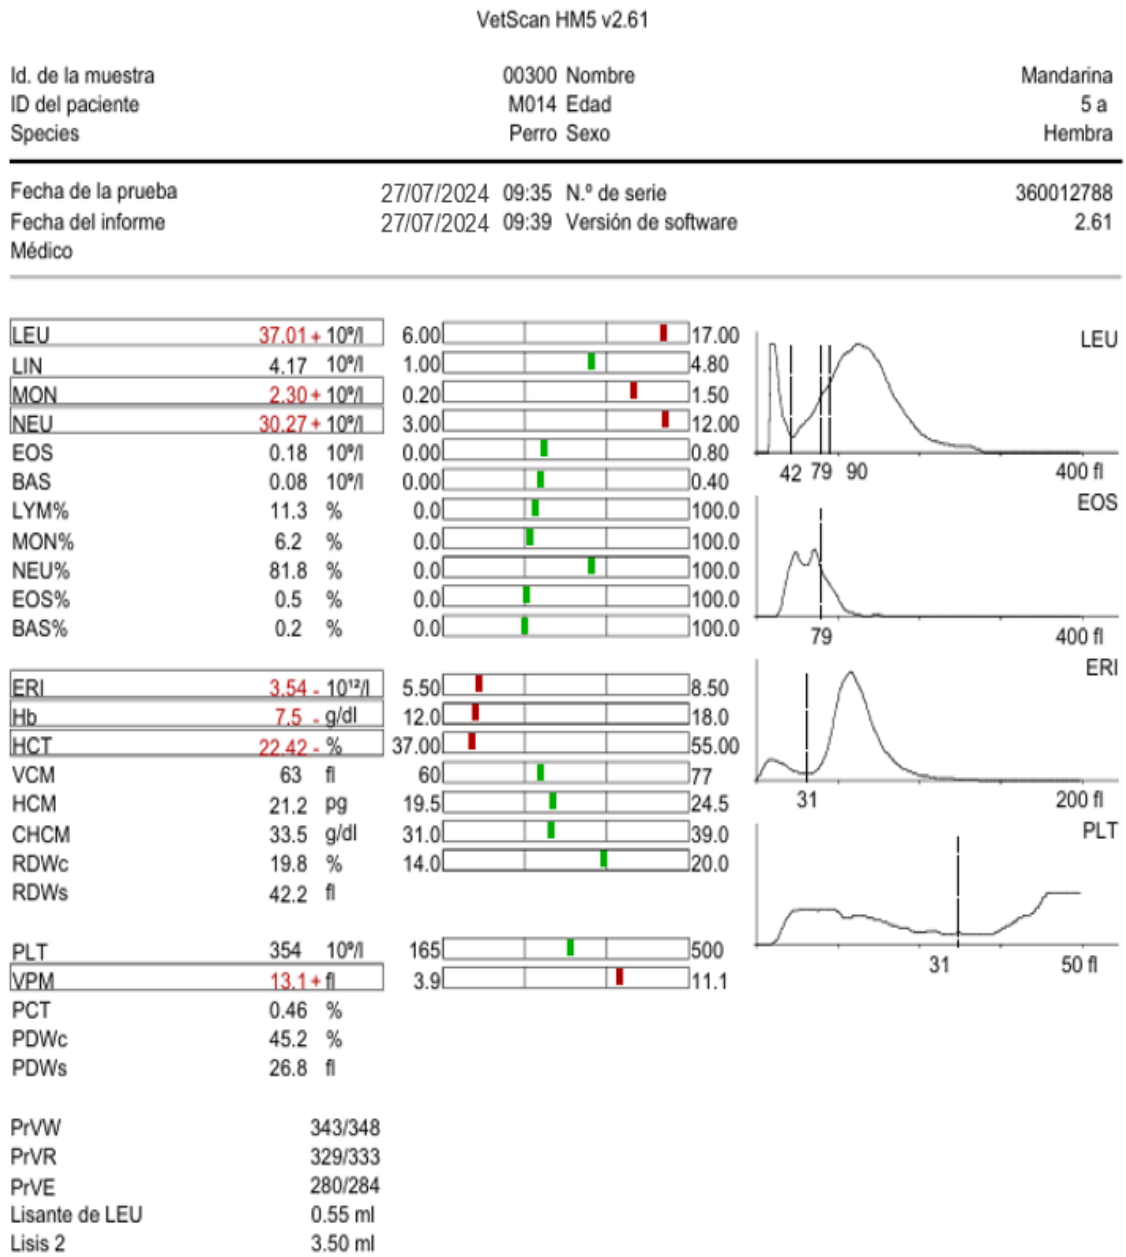 VetScan HM5 v2.61
Id. de la muestra 00300 Nombre Mandarina
ID del paciente M014 Edad 5 a
Species Perro Sexo Hembra
Fecha de la prueba 27/07/2024 09:35 N.º de serie 360012788
Fecha del informe 27/07/2024 09:39 Versión de software 2.61
Médico
LEU 37.01 + 10⁹/l 6.00 17.00
LIN 4.17 10⁹/l 1.00 4.80
MON 2.30 + 10⁹/l 0.20 1.50
NEU 30.27 + 10⁹/l 3.00 12.00
EOS 0.18 10⁹/l 0.00 0.80
BAS 0.08 10⁹/l 0.00 0.40
LYM% 11.3 % 0.0 100.0
MON% 6.2 % 0.0 100.0
NEU% 81.8 % 0.0 100.0
EOS% 0.5 % 0.0 100.0
BAS% 0.2 % 0.0 100.0
ERI 3.54 - 10¹²/l 5.50 8.50
Hb 7.5 - g/dl 12.0 18.0
HCT 22.42 - % 37.00 55.00
VCM 63 fl 60 77
HCM 21.2 pg 19.5 24.5
CHCM 33.5 g/dl 31.0 39.0
RDWc 19.8 % 14.0 20.0
RDWs 42.2 fl
PLT 354 10⁹/l 165 500
VPM 13.1 + fl 3.9 11.1
PCT 0.46 %
PDWc 45.2 %
PDWs 26.8 fl
PrVW 343/348
PrVR 329/333
PrVE 280/284
Lisante de LEU 0.55 ml
Lisis 2 3.50 ml
LEU
42 79 90 400 fl
EOS
79 400 fl
ERI
31 200 fl
PLT
31 50 fl